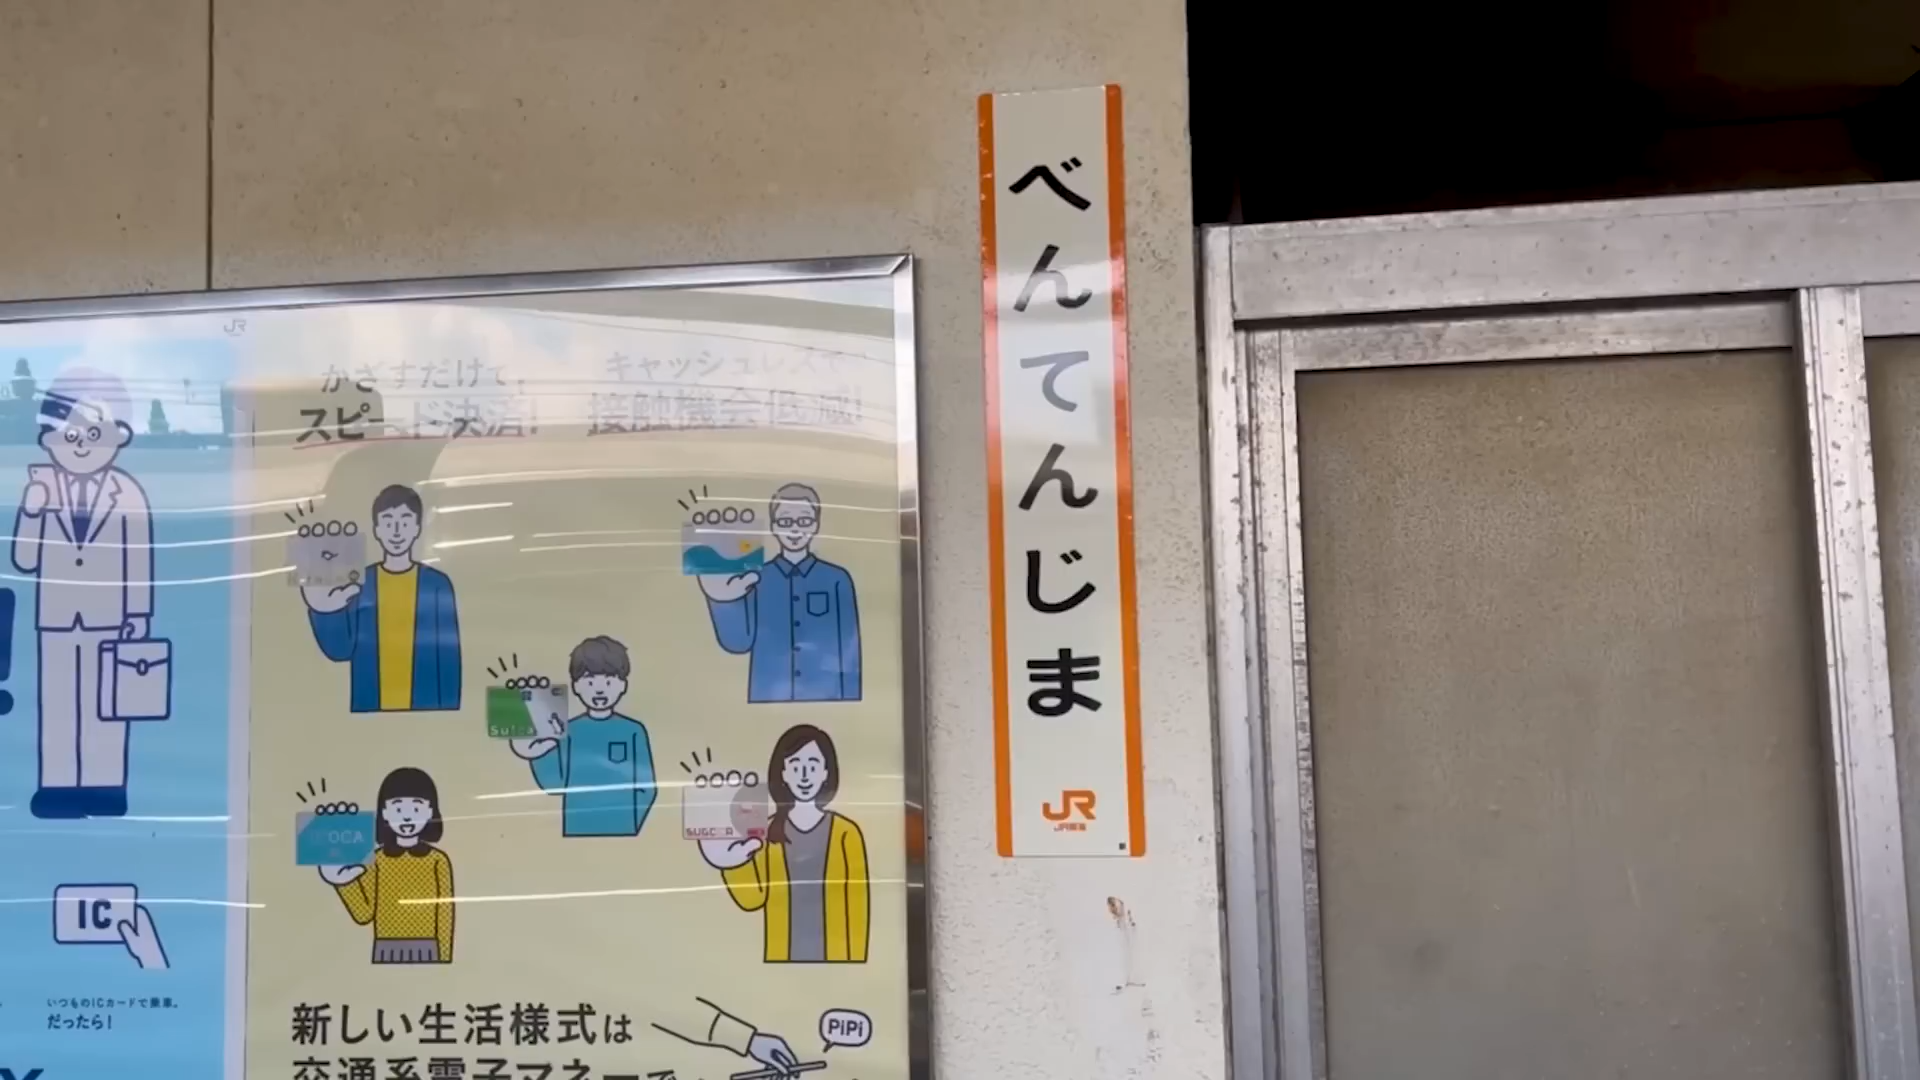 べんてんじま
JR
JR東海
JR
かざすだけで、
スピード決済!
キャッシュレスで
接触機会低減!
Suica
ICOCA
SUGOCA
IC
いつものICカードで乗車。
だったら!
新しい生活様式は
交通系電子マネーで
PiPi